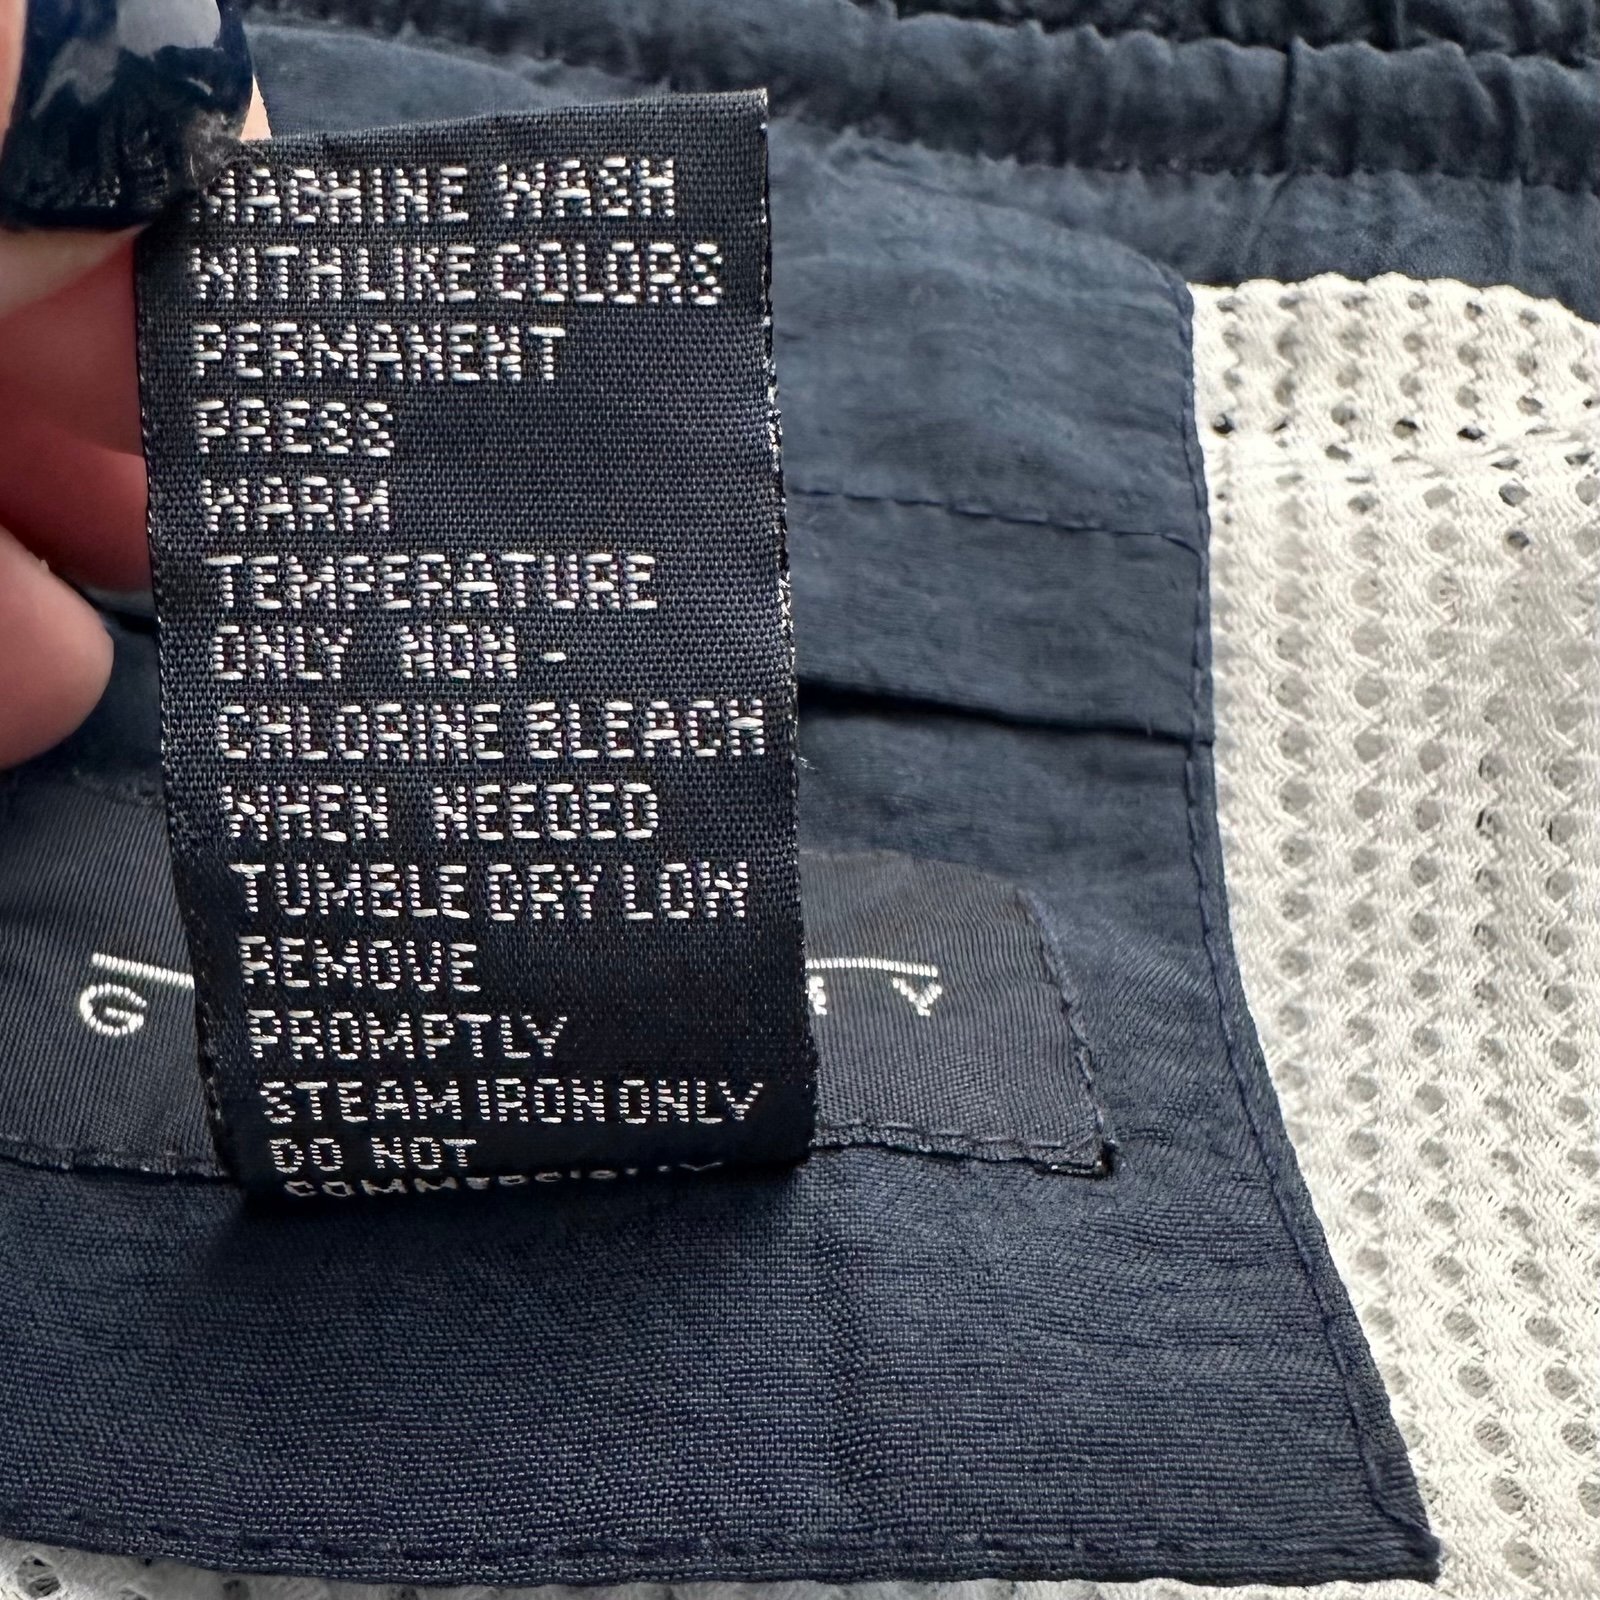 MACHINE WASH
WITH LIKE COLORS
PERMANENT
PRESS
WARM
TEMPERATURE
ONLY NON-
CHLORINE BLEACH
WHEN NEEDED
TUMBLE DRY LOW
REMOVE
PROMPTLY
STEAM IRON ONLY
DO NOT
COMMERCIALLY
G
Y